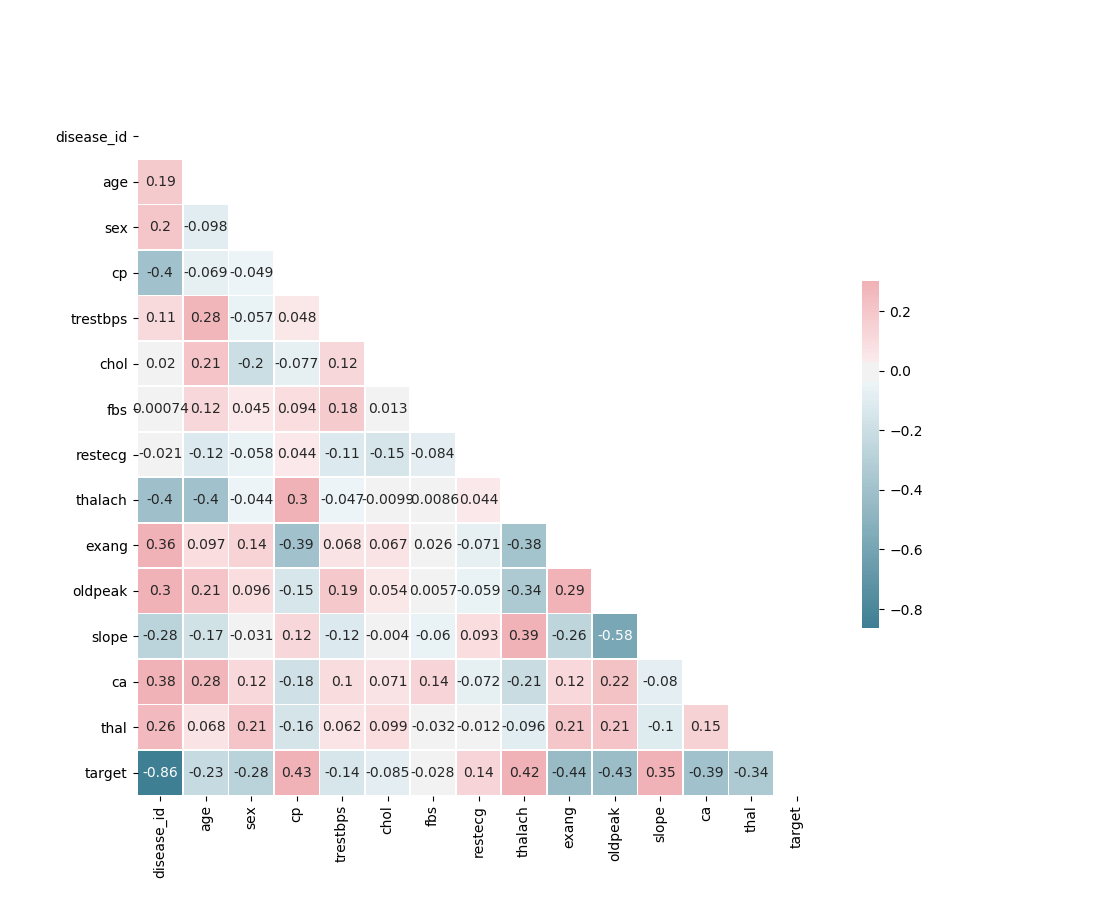 disease_id
age 0.19
sex 0.2 -0.098
cp -0.4 -0.069 -0.049
trestbps 0.11 0.28 -0.057 0.048
chol 0.02 0.21 -0.2 -0.077 0.12
fbs 0.00074 0.12 0.045 0.094 0.18 0.013
restecg -0.021 -0.12 -0.058 0.044 -0.11 -0.15 -0.084
thalach -0.4 -0.4 -0.044 0.3 -0.047 -0.0099 0.0086 0.044
exang 0.36 0.097 0.14 -0.39 0.068 0.067 0.026 -0.071 -0.38
oldpeak 0.3 0.21 0.096 -0.15 0.19 0.054 0.0057 -0.059 -0.34 0.29
slope -0.28 -0.17 -0.031 0.12 -0.12 -0.004 -0.06 0.093 0.39 -0.26 -0.58
ca 0.38 0.28 0.12 -0.18 0.1 0.071 0.14 -0.072 -0.21 0.12 0.22 -0.08
thal 0.26 0.068 0.21 -0.16 0.062 0.099 -0.032 -0.012 -0.096 0.21 0.21 -0.1 0.15
target -0.86 -0.23 -0.28 0.43 -0.14 -0.085 -0.028 0.14 0.42 -0.44 -0.43 0.35 -0.39 -0.34
disease_id age sex cp trestbps chol fbs restecg thalach exang oldpeak slope ca thal target
0.2
0.0
−0.2
−0.4
−0.6
−0.8